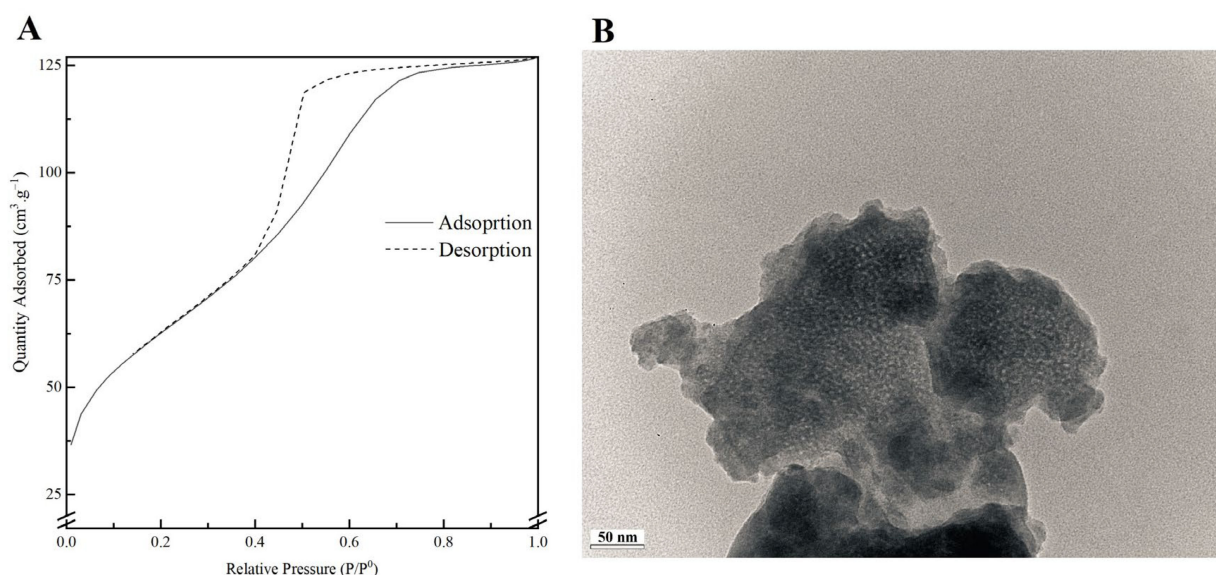 A
B
Quantity Adsorbed (cm³.g⁻¹)
125
100
75
50
25
Adsoprtion
Desorption
0.0 0.2 0.4 0.6 0.8 1.0
Relative Pressure (P/P⁰)
50 nm